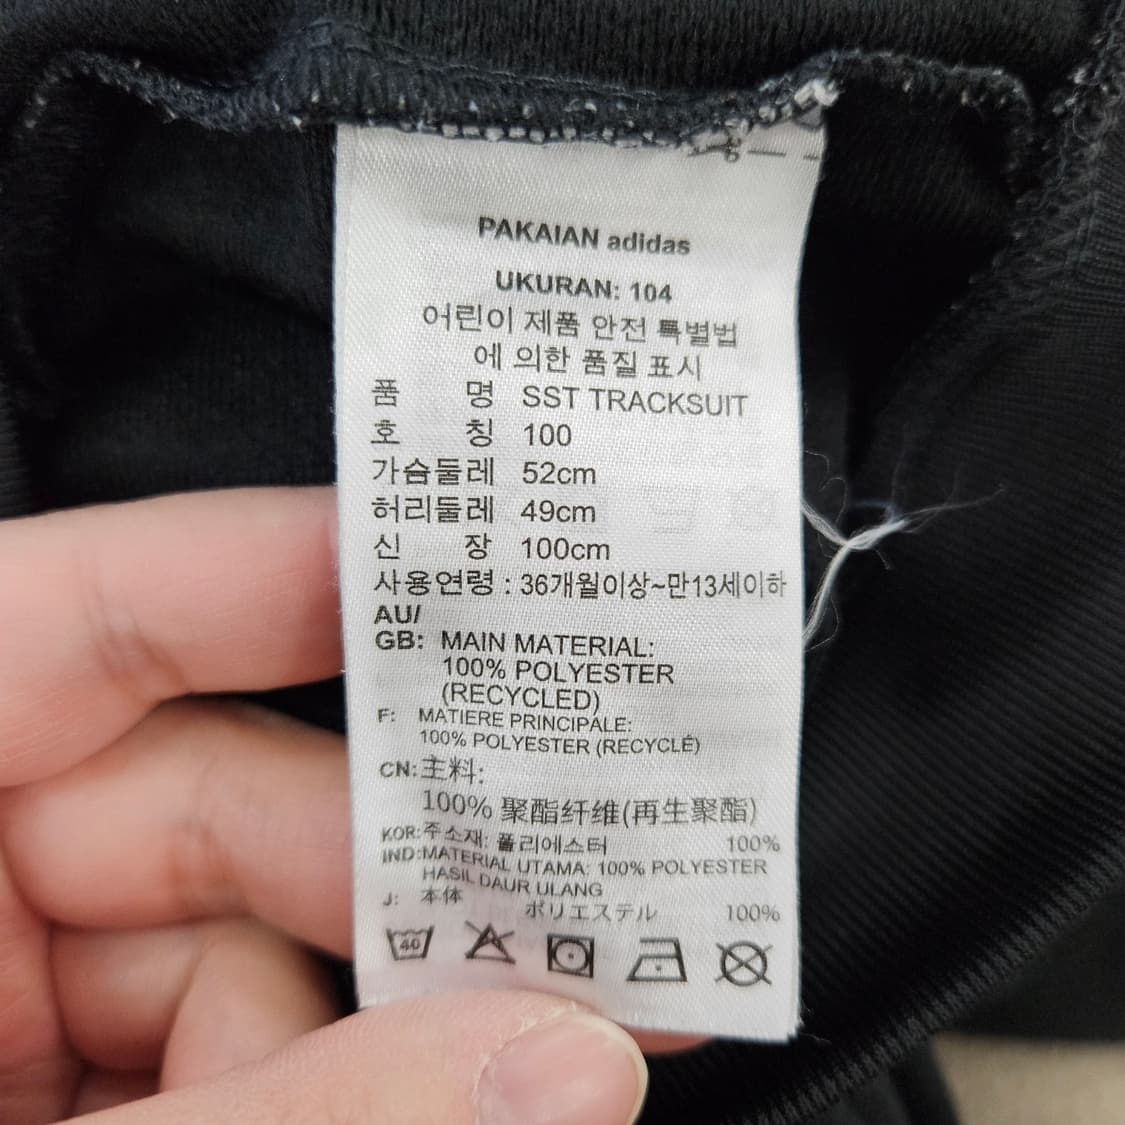 PAKAIAN adidas
UKURAN: 104
어린이 제품 안전 특별법
에 의한 품질 표시
품 명 SST TRACKSUIT
호 칭 100
가슴둘레 52cm
허리둘레 49cm
신 장 100cm
사용연령 : 36개월이상~만13세이하
AU/
GB: MAIN MATERIAL:
100% POLYESTER
(RECYCLED)
F: MATIERE PRINCIPALE:
100% POLYESTER (RECYCLÉ)
CN: 主料:
100% 聚酯纤维(再生聚酯)
KOR: 주소재: 폴리에스터 100%
IND: MATERIAL UTAMA: 100% POLYESTER
HASIL DAUR ULANG
J: 本体 ポリエステル 100%
40